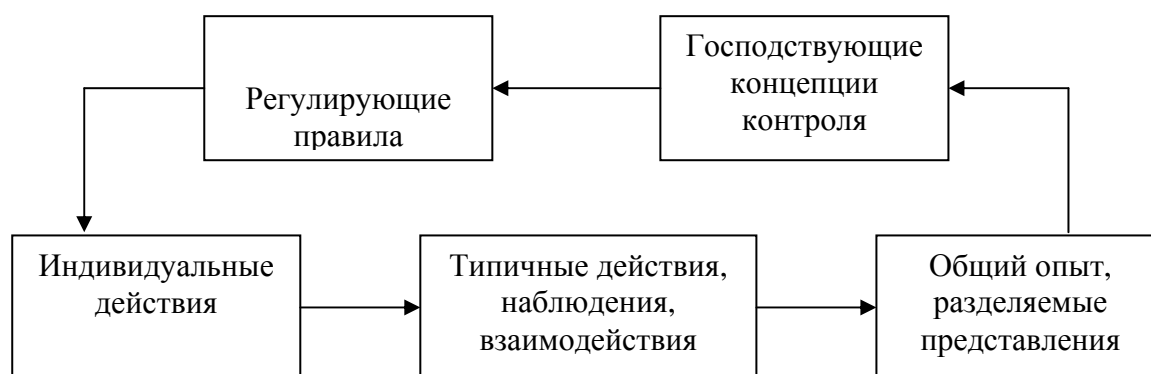 Господствующие
концепции
контроля
Регулирующие
правила
Индивидуальные
действия
Типичные действия,
наблюдения,
взаимодействия
Общий опыт,
разделяемые
представления